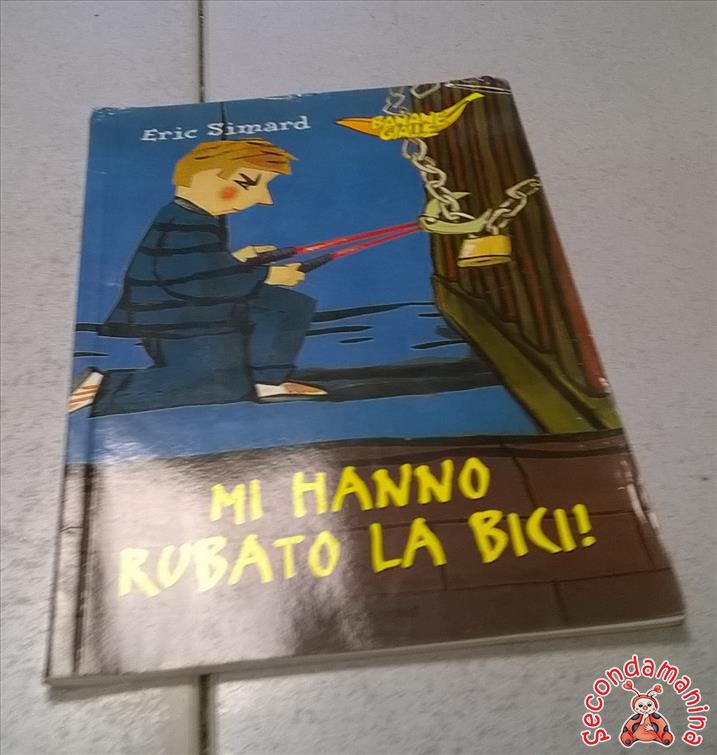 Eric Simard
BANANE
GIALLE
MI HANNO
RUBATO LA BICI!
Secondamanina